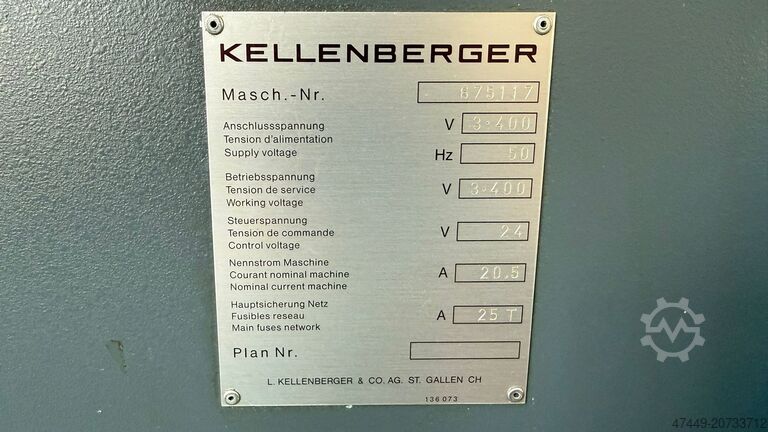 KELLENBERGER
Masch.-Nr. 675117
Anschlussspannung V 3·400
Tension d'alimentation
Supply voltage Hz 50
Betriebsspannung
Tension de service V 3·400
Working voltage
Steuerspannung
Tension de commande V 24
Control voltage
Nennstrom Maschine
Courant nominal machine A 20.5
Nominal current machine
Hauptsicherung Netz
Fusibles reseau A 25 T
Main fuses network
Plan Nr.
L. KELLENBERGER & CO. AG. ST. GALLEN CH
136 073
47449-20733712